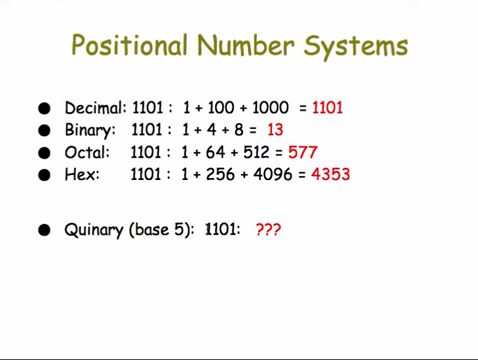 Positional Number Systems
● Decimal: 1101 : 1 + 100 + 1000 = 1101
● Binary: 1101 : 1 + 4 + 8 = 13
● Octal: 1101 : 1 + 64 + 512 = 577
● Hex: 1101 : 1 + 256 + 4096 = 4353
● Quinary (base 5): 1101: ???